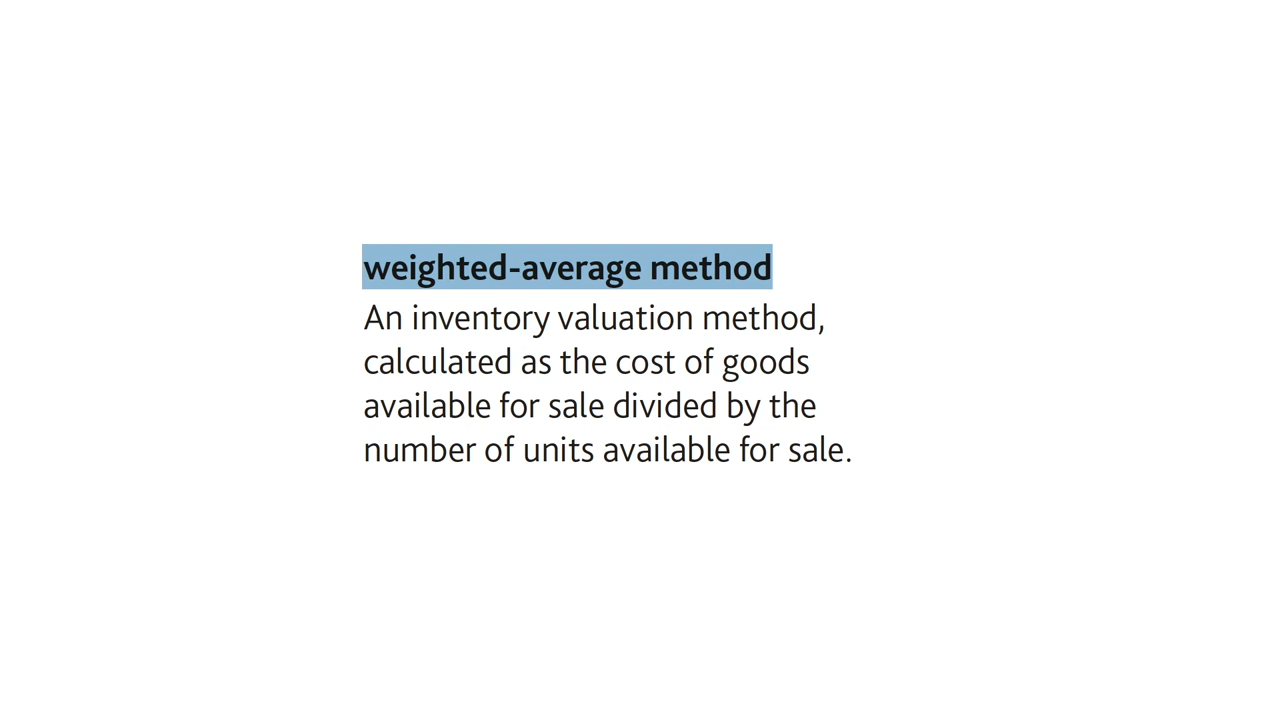 weighted-average method
An inventory valuation method,
calculated as the cost of goods
available for sale divided by the
number of units available for sale.